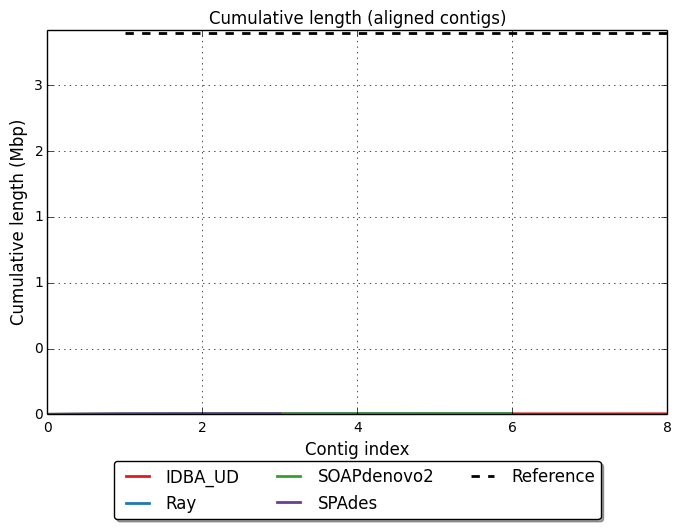 Cumulative length (aligned contigs)
Cumulative length (Mbp)
3
2
1
1
0
0
0 2 4 6 8
Contig index
IDBA_UD SOAPdenovo2 Reference
Ray SPAdes